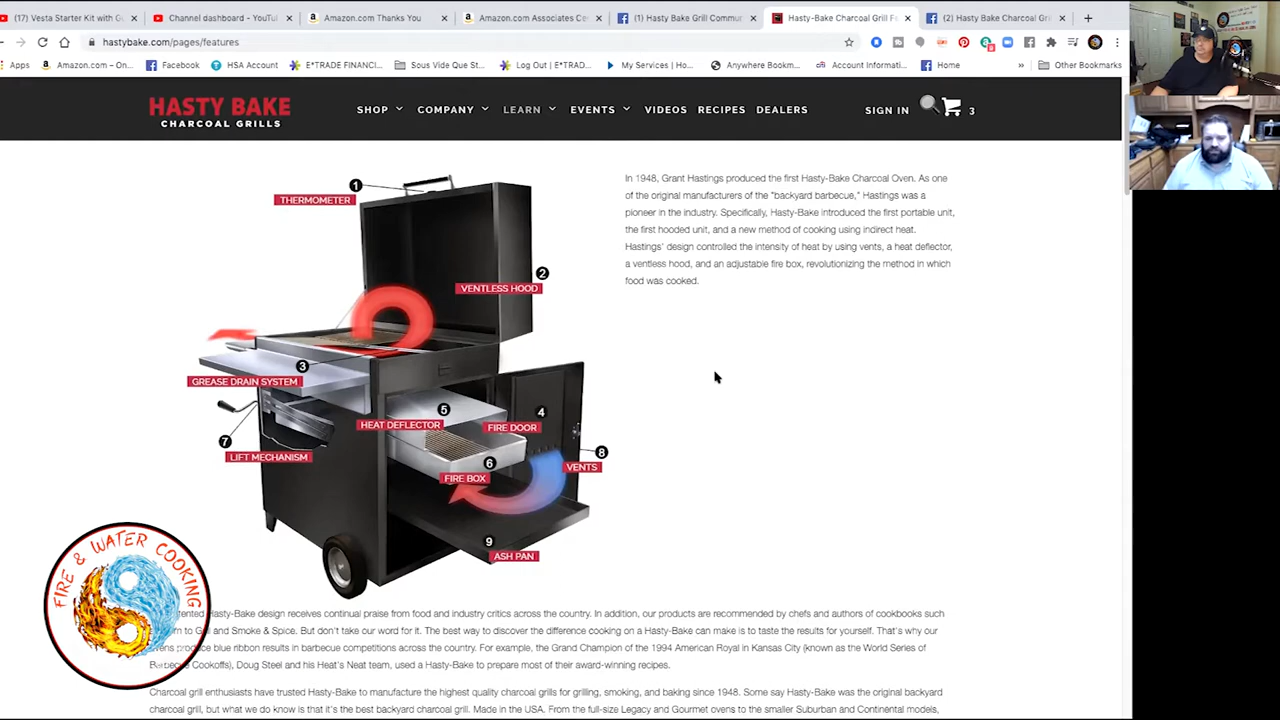 (17) Vesta Starter Kit with G
Channel dashboard - YouTu
Amazon.com Thanks You
Amazon.com Associates Ce
(1) Hasty Bake Grill Commun
Hasty-Bake Charcoal Grill Fe
(2) Hasty Bake Charcoal Gri
hastybake.com/pages/features
Apps
Amazon.com – On...
Facebook
HSA Account
E*TRADE FINANCI...
Sous Vide Que St...
Log Out | E*TRAD...
My Services | Ho...
Anywhere Bookm...
Account Informati...
Home
»
Other Bookmarks
HASTY BAKE
CHARCOAL GRILLS
SHOP
COMPANY
LEARN
EVENTS
VIDEOS
RECIPES
DEALERS
SIGN IN
3
1
THERMOMETER
2
VENTLESS HOOD
3
GREASE DRAIN SYSTEM
4
FIRE DOOR
5
HEAT DEFLECTOR
6
FIRE BOX
7
LIFT MECHANISM
8
VENTS
9
ASH PAN
In 1948, Grant Hastings produced the first Hasty-Bake Charcoal Oven. As one
of the original manufacturers of the "backyard barbecue," Hastings was a
pioneer in the industry. Specifically, Hasty-Bake introduced the first portable unit,
the first hooded unit, and a new method of cooking using indirect heat.
Hastings' design controlled the intensity of heat by using vents, a heat deflector,
a ventless hood, and an adjustable fire box, revolutionizing the method in which
food was cooked.
FIRE & WATER COOKING
Hasty-Bake design receives continual praise from food and industry critics across the country. In addition, our products are recommended by chefs and authors of cookbooks such
& Spice. But don't take our word for it. The best way to discover the difference cooking on a Hasty-Bake can make is to taste the results for yourself. That's why our
produce blue ribbon results in barbecue competitions across the country. For example, the Grand Champion of the 1994 American Royal in Kansas City (known as the World Series of
Cookoffs), Doug Steel and his Heat's Neat team, used a Hasty-Bake to prepare most of their award-winning recipes.
Charcoal grill enthusiasts have trusted Hasty-Bake to manufacture the highest quality charcoal grills for grilling, smoking, and baking since 1948. Some say Hasty-Bake was the original backyard
charcoal grill, but what we do know is that it's the best backyard charcoal grill. Made in the USA. From the full-size Legacy and Gourmet ovens to the smaller Suburban and Continental models,